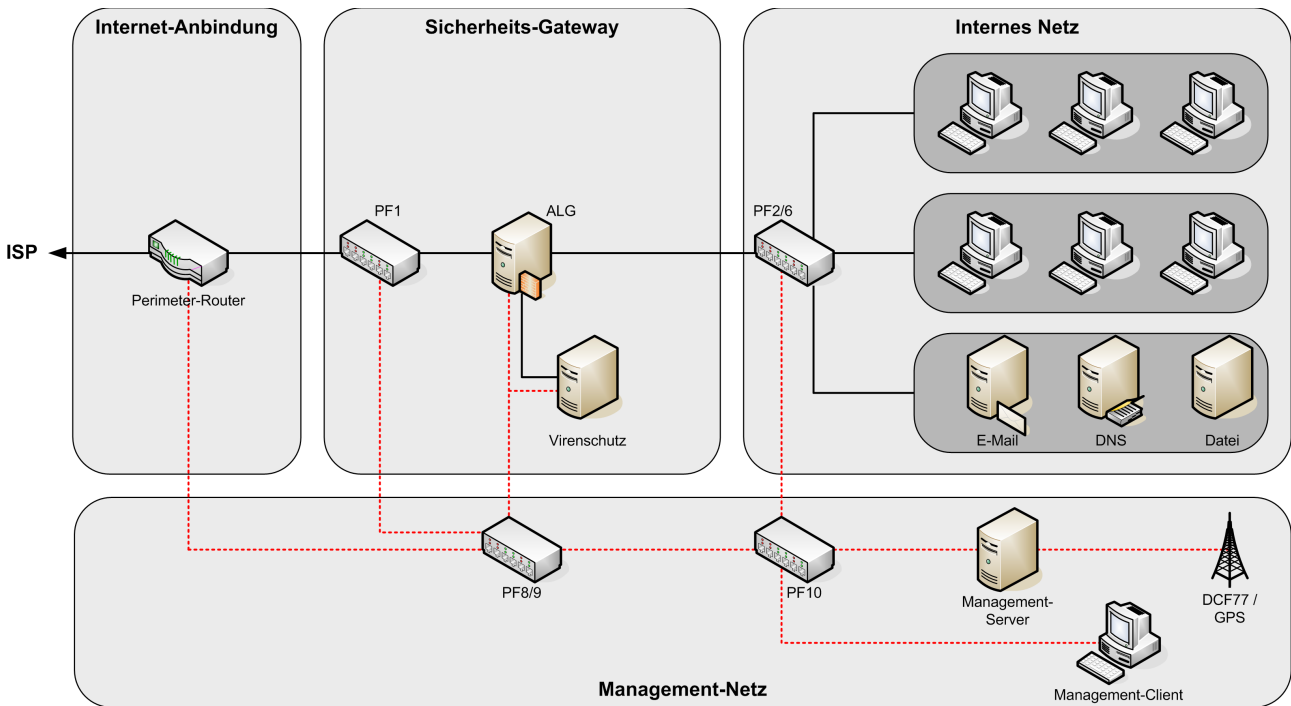 Internet-Anbindung
Sicherheits-Gateway
Internes Netz
PF1
ALG
PF2/6
ISP
Perimeter-Router
Virenschutz
E-Mail
DNS
Datei
PF8/9
PF10
Management-
Server
DCF77 /
GPS
Management-Client
Management-Netz